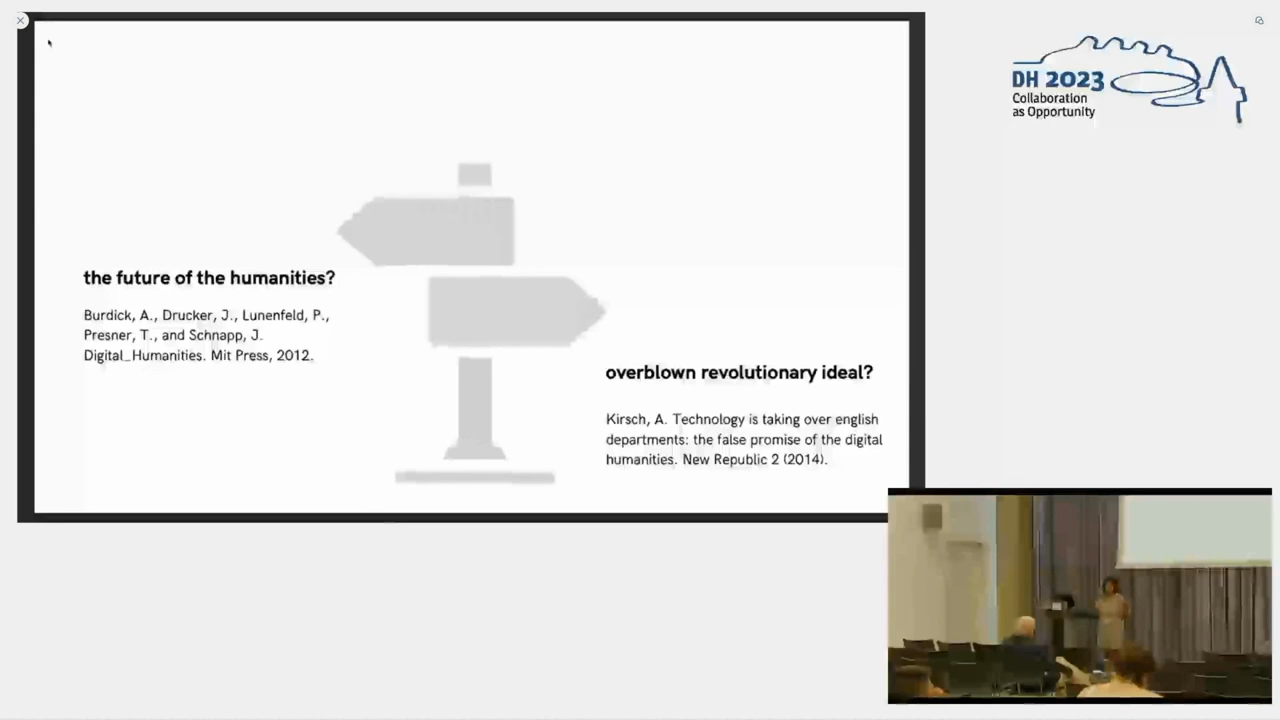 the future of the humanities?
Burdick, A., Drucker, J., Lunenfeld, P.,
Presner, T., and Schnapp, J.
Digital_Humanities. Mit Press, 2012.
overblown revolutionary ideal?
Kirsch, A. Technology is taking over english
departments: the false promise of the digital
humanities. New Republic 2 (2014).
DH 2023
Collaboration
as Opportunity